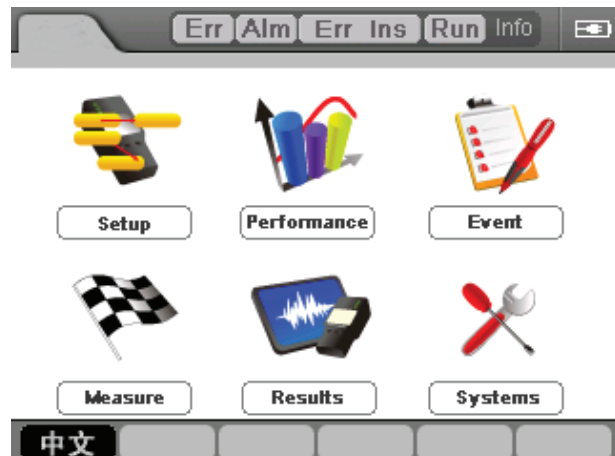 Err Alm Err Ins Run Info
Setup Performance Event
Measure Results Systems
中文